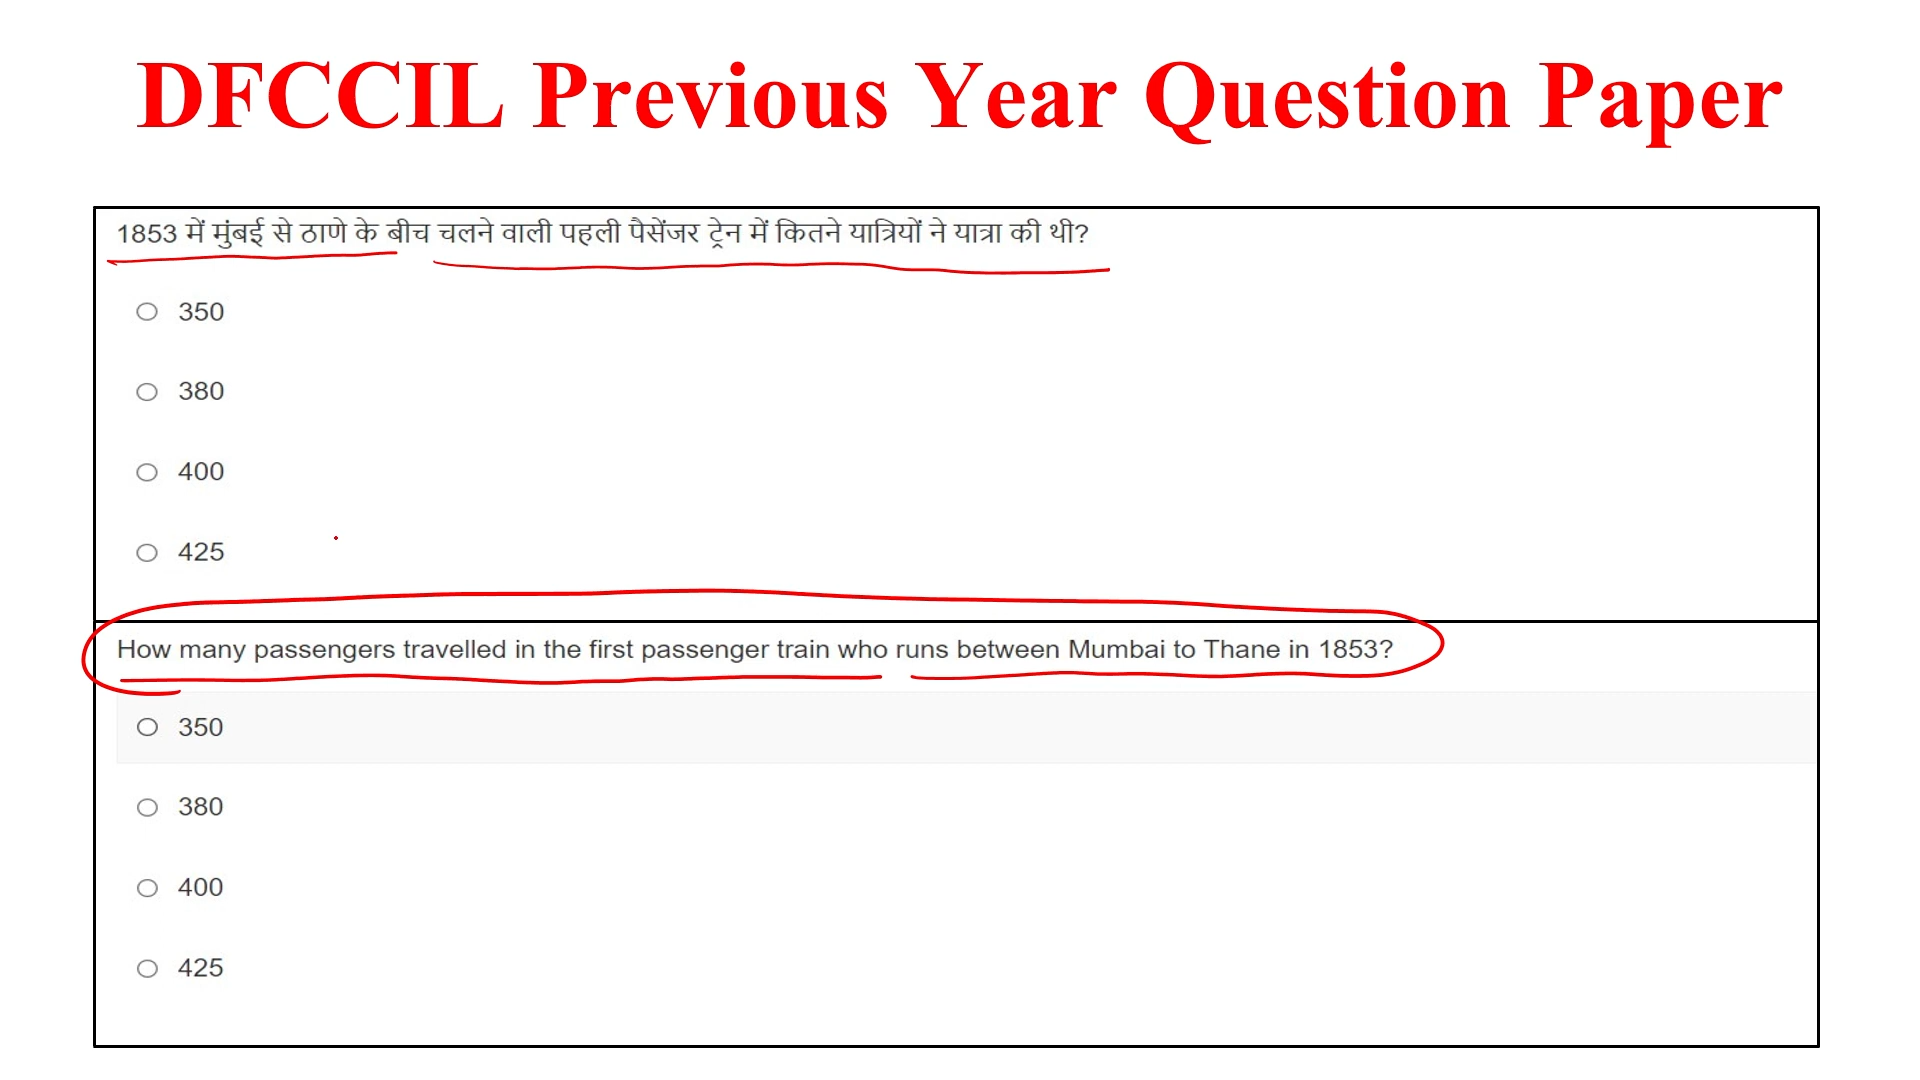 DFCCIL Previous Year Question Paper
1853 में मुंबई से ठाणे के बीच चलने वाली पहली पैसेंजर ट्रेन में कितने यात्रियों ने यात्रा की थी?
350
380
400
425
How many passengers travelled in the first passenger train who runs between Mumbai to Thane in 1853?
350
380
400
425